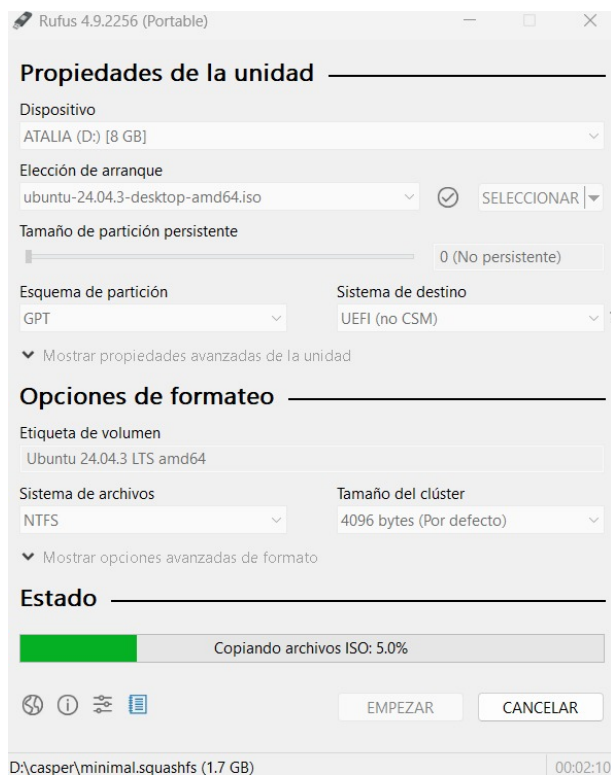 Rufus 4.9.2256 (Portable)
Propiedades de la unidad
Dispositivo
ATALIA (D:) [8 GB]
Elección de arranque
ubuntu-24.04.3-desktop-amd64.iso SELECCIONAR
Tamaño de partición persistente
0 (No persistente)
Esquema de partición Sistema de destino
GPT UEFI (no CSM)
Mostrar propiedades avanzadas de la unidad
Opciones de formateo
Etiqueta de volumen
Ubuntu 24.04.3 LTS amd64
Sistema de archivos Tamaño del clúster
NTFS 4096 bytes (Por defecto)
Mostrar opciones avanzadas de formato
Estado
Copiando archivos ISO: 5.0%
EMPEZAR CANCELAR
D:\casper\minimal.squashfs (1.7 GB) 00:02:10